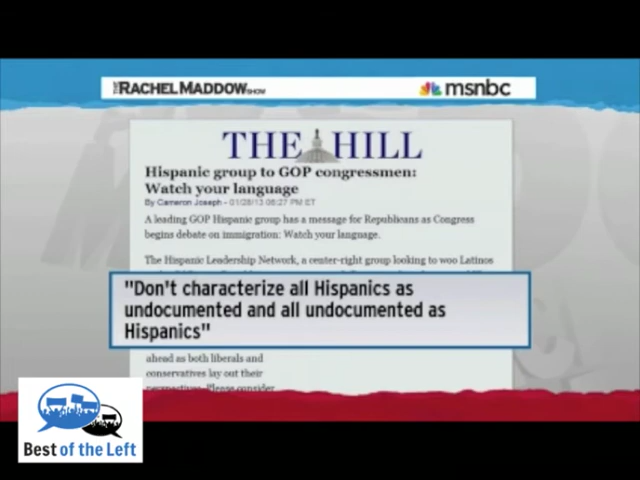 THE RACHEL MADDOW SHOW
msnbc
THE HILL
Hispanic group to GOP congressmen:
Watch your language
By Cameron Joseph - 01/28/13 06:27 PM ET
A leading GOP Hispanic group has a message for Republicans as Congress
begins debate on immigration: Watch your language.
The Hispanic Leadership Network, a center-right group looking to woo Latinos
"Don't characterize all Hispanics as
undocumented and all undocumented as
Hispanics"
ahead as both liberals and
conservatives lay out their
perspectives. Please consider
Best of the Left